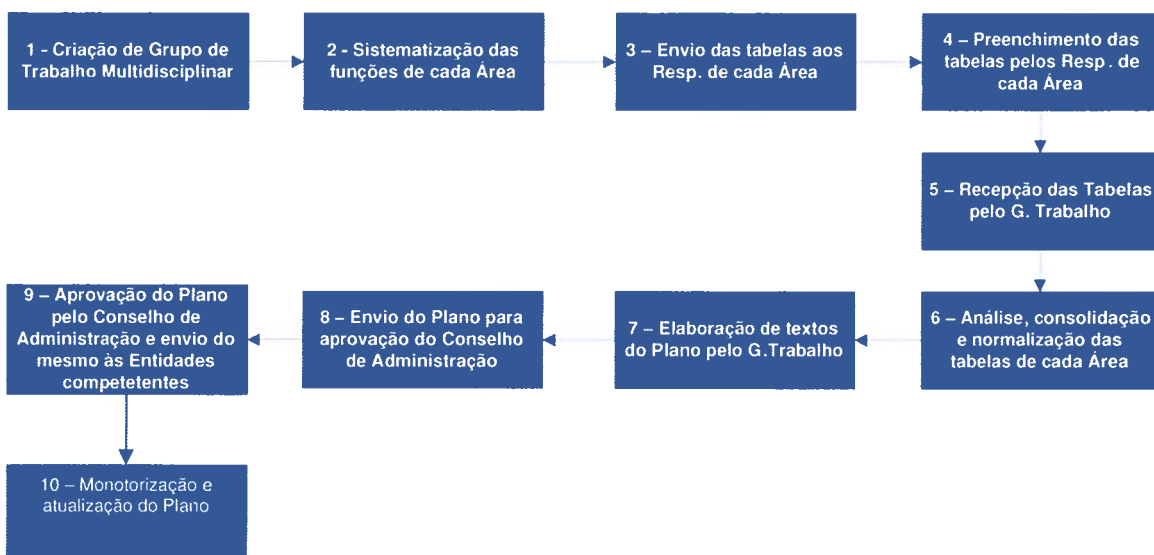 1 - Criação de Grupo de
Trabalho Multidisciplinar
2 - Sistematização das
funções de cada Área
3 – Envio das tabelas aos
Resp. de cada Área
4 – Preenchimento das
tabelas pelos Resp. de
cada Área
5 – Recepção das Tabelas
pelo G. Trabalho
6 – Análise, consolidação
e normalização das
tabelas de cada Área
7 – Elaboração de textos
do Plano pelo G.Trabalho
8 – Envio do Plano para
aprovação do Conselho
de Administração
9 – Aprovação do Plano
pelo Conselho de
Administração e envio do
mesmo às Entidades
competetentes
10 – Monotorização e
atualização do Plano